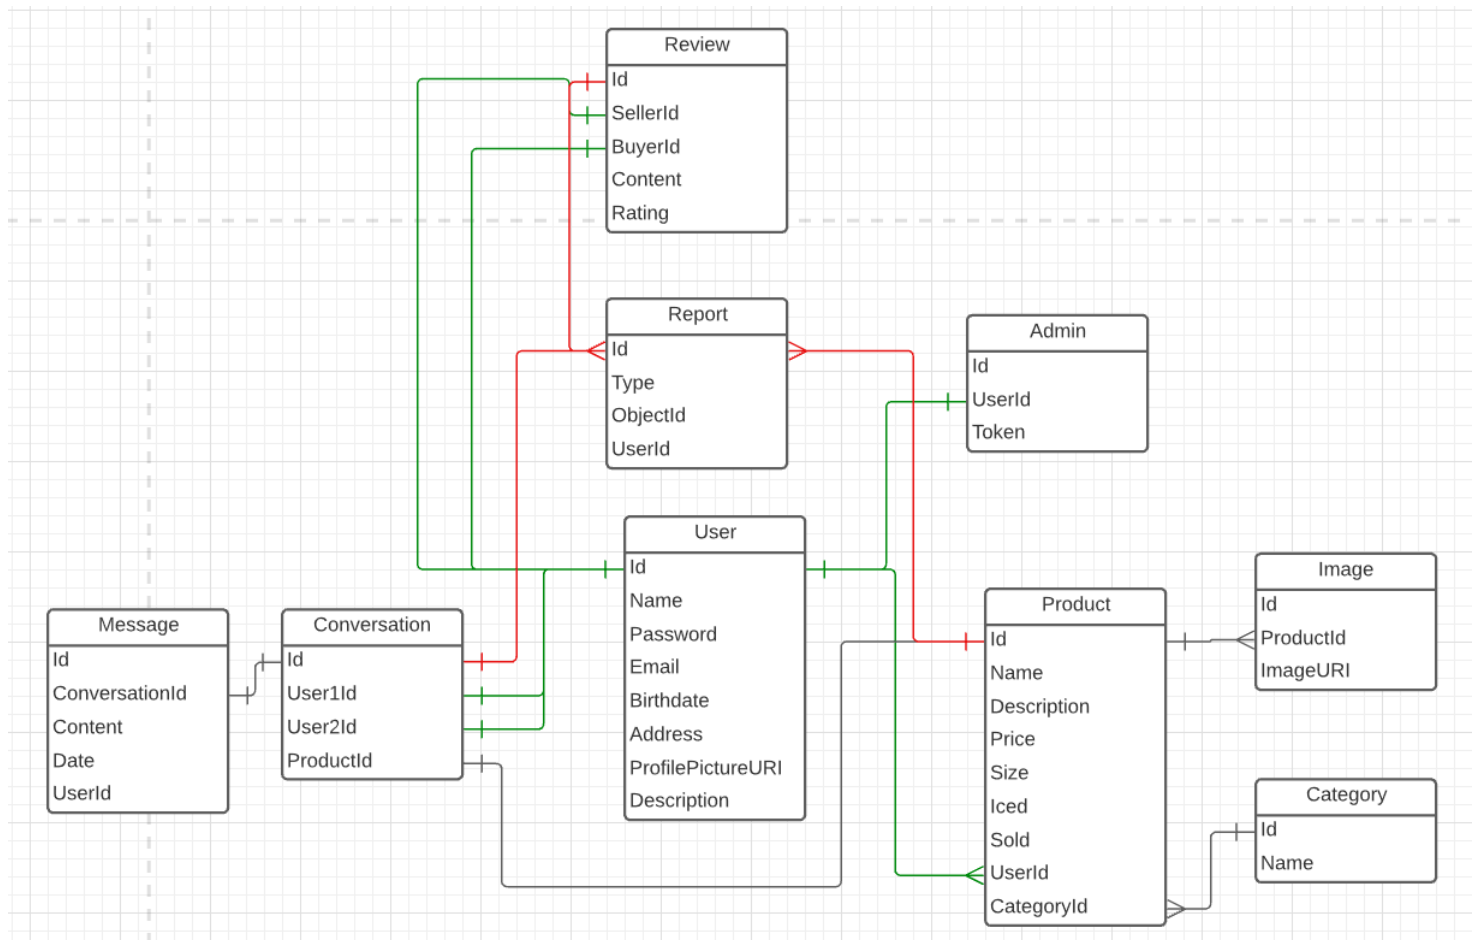 Review
Id
SellerId
BuyerId
Content
Rating
Report
Id
Type
ObjectId
UserId
Admin
Id
UserId
Token
User
Id
Name
Password
Email
Birthdate
Address
ProfilePictureURI
Description
Message
Id
ConversationId
Content
Date
UserId
Conversation
Id
User1Id
User2Id
ProductId
Product
Id
Name
Description
Price
Size
Iced
Sold
UserId
CategoryId
Image
Id
ProductId
ImageURI
Category
Id
Name